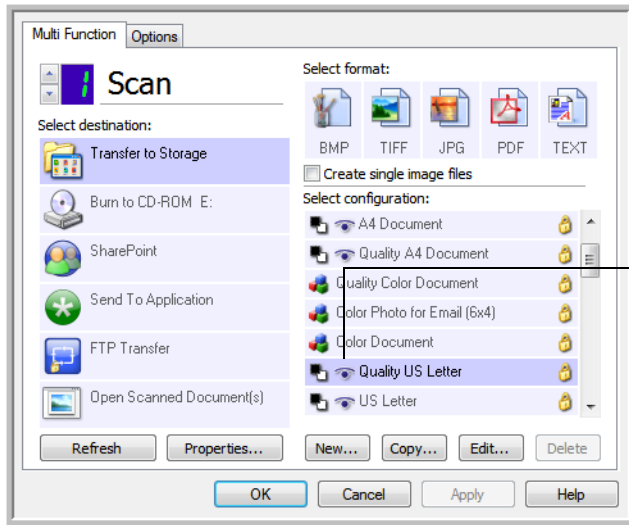 Multi Function
Options
1 Scan
Select destination:
Transfer to Storage
Burn to CD-ROM E:
SharePoint
Send To Application
FTP Transfer
Open Scanned Document(s)
Refresh
Properties...
Select format:
BMP TIFF JPG PDF TEXT
Create single image files
Select configuration:
A4 Document
Quality A4 Document
Quality Color Document
Color Photo for Email (6x4)
Color Document
Quality US Letter
US Letter
New... Copy... Edit... Delete
OK Cancel Apply Help